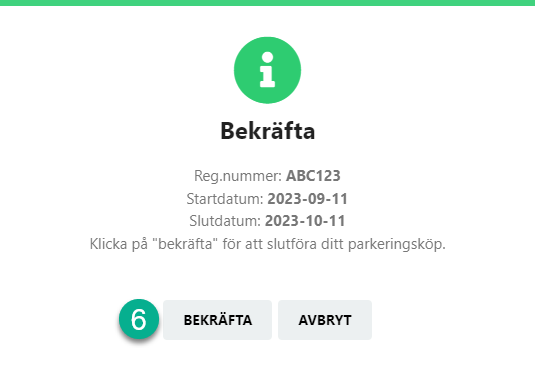 Bekräfta
Reg.nummer: ABC123
Startdatum: 2023-09-11
Slutdatum: 2023-10-11
Klicka på "bekräfta" för att slutföra ditt parkeringsköp.
6 BEKRÄFTA AVBRYT